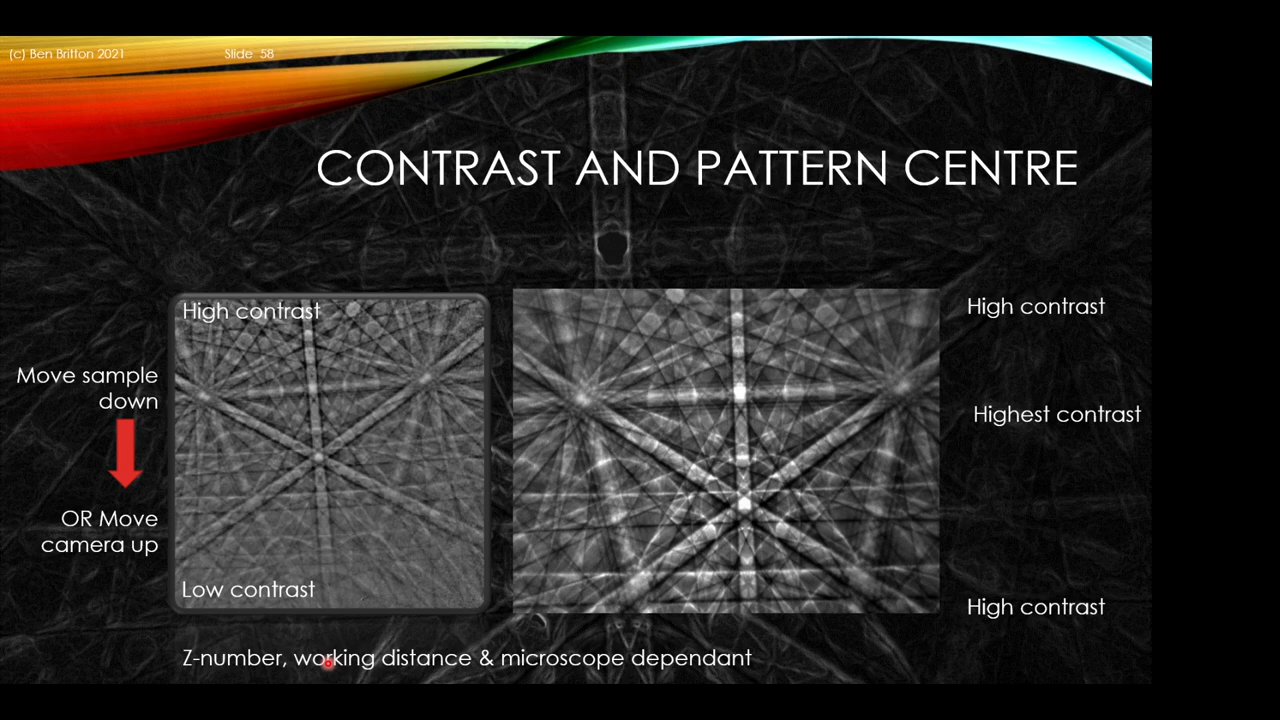 (c) Ben Britton 2021
Slide 58
CONTRAST AND PATTERN CENTRE
High contrast
Move sample
down
OR Move
camera up
Low contrast
High contrast
Highest contrast
High contrast
Z-number, working distance & microscope dependant